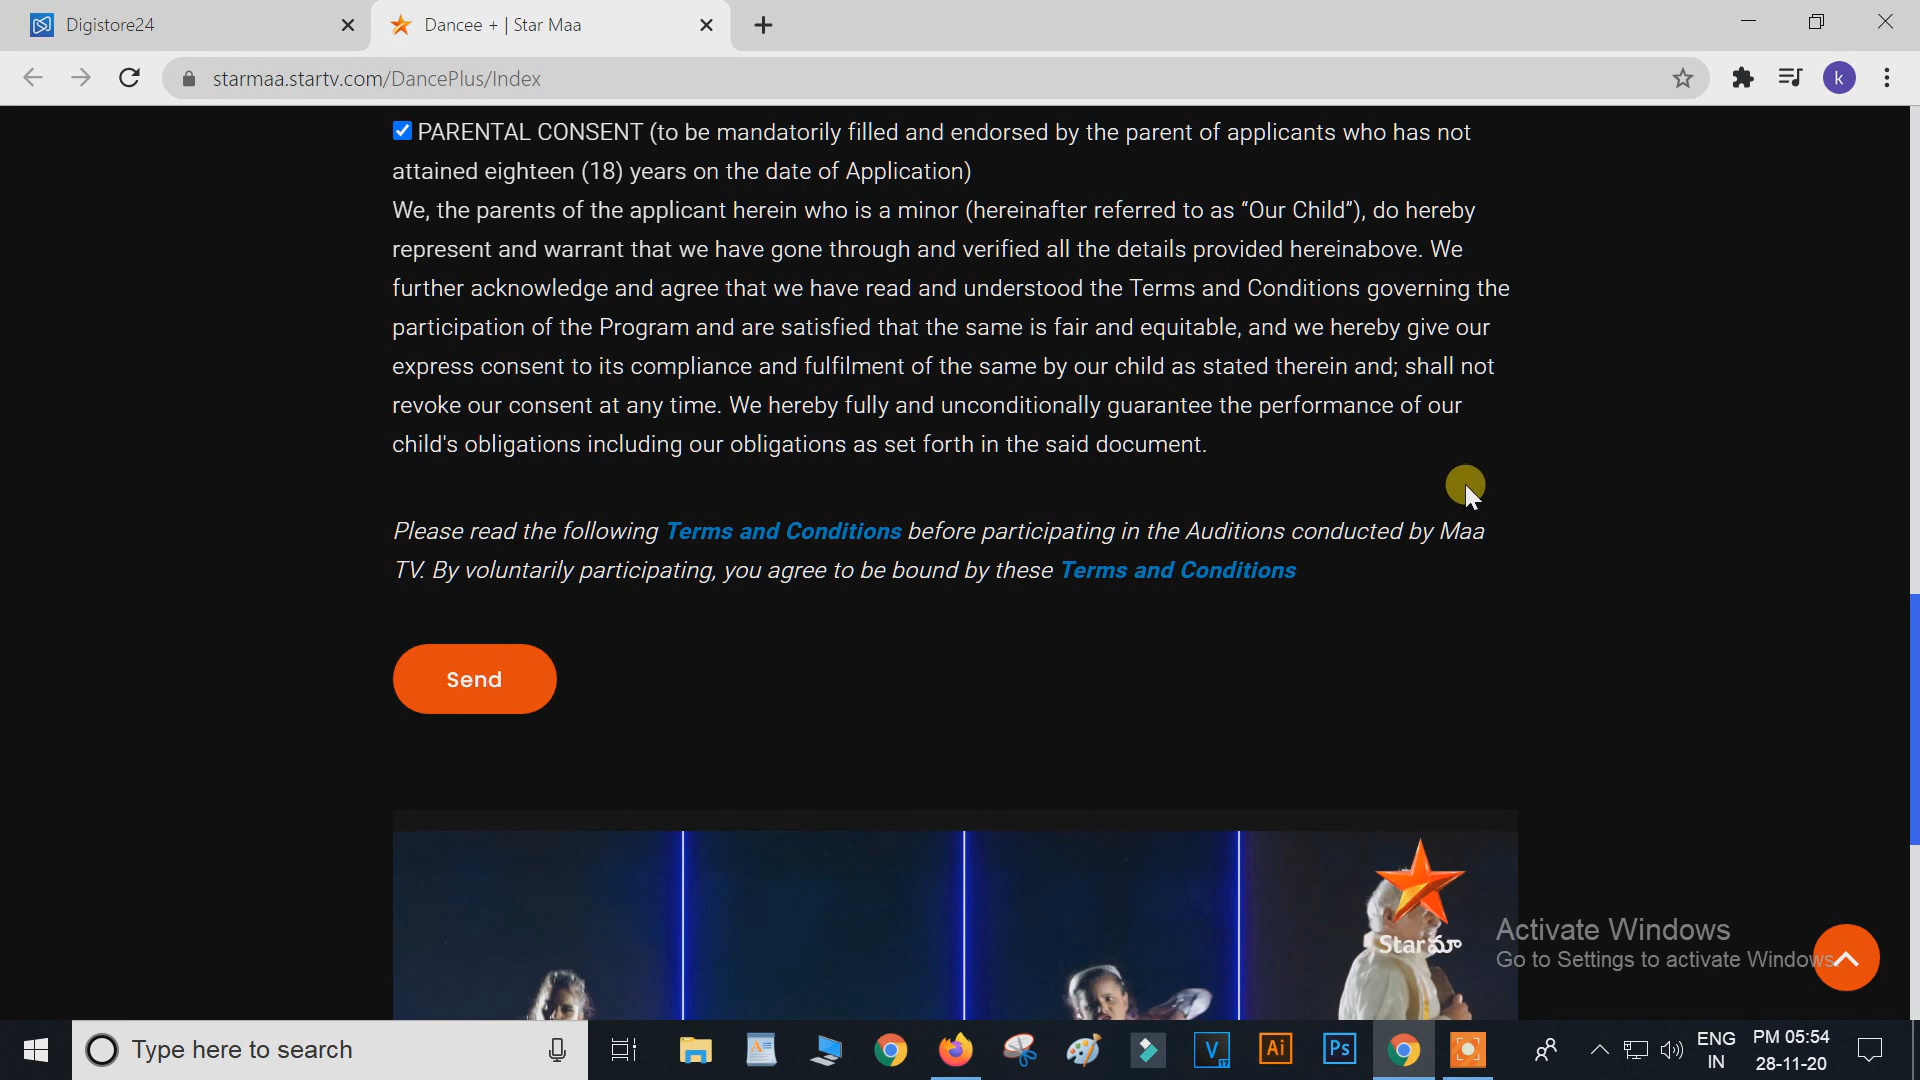 Digistore24
Dancee + | Star Maa
starmaa.startv.com/DancePlus/Index
k
PARENTAL CONSENT (to be mandatorily filled and endorsed by the parent of applicants who has not
attained eighteen (18) years on the date of Application)
We, the parents of the applicant herein who is a minor (hereinafter referred to as “Our Child”), do hereby
represent and warrant that we have gone through and verified all the details provided hereinabove. We
further acknowledge and agree that we have read and understood the Terms and Conditions governing the
participation of the Program and are satisfied that the same is fair and equitable, and we hereby give our
express consent to its compliance and fulfilment of the same by our child as stated therein and; shall not
revoke our consent at any time. We hereby fully and unconditionally guarantee the performance of our
child's obligations including our obligations as set forth in the said document.
Please read the following Terms and Conditions before participating in the Auditions conducted by Maa
TV. By voluntarily participating, you agree to be bound by these Terms and Conditions
Send
Star మా
Activate Windows
Go to Settings to activate Windows.
Type here to search
V
Ai
Ps
ENG
IN
PM 05:54
28-11-20